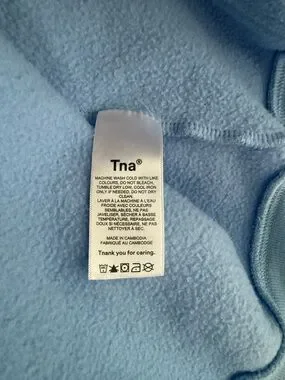 Tna®
MACHINE WASH COLD WITH LIKE
COLOURS, DO NOT BLEACH,
TUMBLE DRY LOW, COOL IRON
ONLY IF NEEDED, DO NOT DRY
CLEAN.
LAVER À LA MACHINE À L'EAU
FROIDE AVEC COULEURS
SEMBLABLES, NE PAS
JAVELISER, SÉCHER À BASSE
TEMPÉRATURE, REPASSAGE
DOUX SI NÉCESSAIRE, NE PAS
NETTOYER À SEC.
MADE IN CAMBODIA
FABRIQUÉ AU CAMBODGE
Thank you for caring.